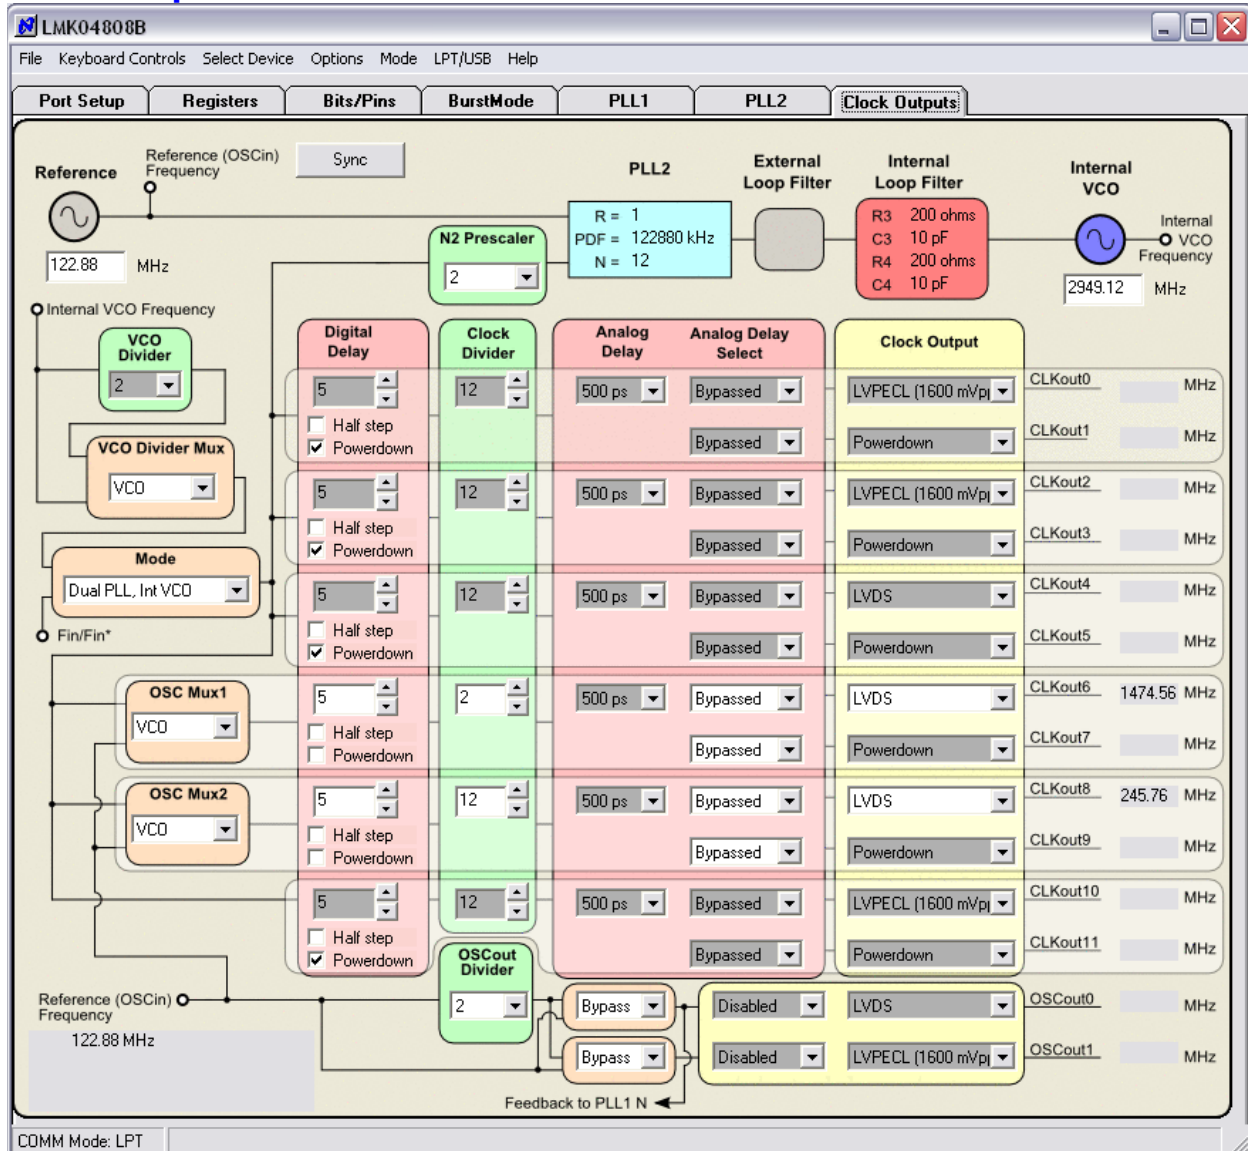 LMK04808B
File Keyboard Controls Select Device Options Mode LPT/USB Help
Port Setup Registers Bits/Pins BurstMode PLL1 PLL2 Clock Outputs
Reference
Reference (OSCin)
Frequency
Sync
122.88 MHz
N2 Prescaler
2
PLL2
R = 1
PDF = 122880 kHz
N = 12
External
Loop Filter
Internal
Loop Filter
R3 200 ohms
C3 10 pF
R4 200 ohms
C4 10 pF
Internal
VCO
Internal
VCO
Frequency
2949.12 MHz
Internal VCO Frequency
VCO
Divider
2
VCO Divider Mux
VCO
Mode
Dual PLL, Int VCO
Fin/Fin*
OSC Mux1
VCO
OSC Mux2
VCO
Digital
Delay
Clock
Divider
Analog
Delay
Analog Delay
Select
Clock Output
5 12 500 ps Bypassed LVPECL (1600 mVp CLKout0 MHz
Half step
Powerdown Bypassed Powerdown CLKout1 MHz
5 12 500 ps Bypassed LVPECL (1600 mVp CLKout2 MHz
Half step
Powerdown Bypassed Powerdown CLKout3 MHz
5 12 500 ps Bypassed LVDS CLKout4 MHz
Half step
Powerdown Bypassed Powerdown CLKout5 MHz
5 2 500 ps Bypassed LVDS CLKout6 1474.56 MHz
Half step
Powerdown Bypassed Powerdown CLKout7 MHz
5 12 500 ps Bypassed LVDS CLKout8 245.76 MHz
Half step
Powerdown Bypassed Powerdown CLKout9 MHz
5 12 500 ps Bypassed LVPECL (1600 mVp CLKout10 MHz
Half step
Powerdown Bypassed Powerdown CLKout11 MHz
OSCout
Divider
2
Reference (OSCin)
Frequency
122.88 MHz
Bypass Disabled LVDS OSCout0 MHz
Bypass Disabled LVPECL (1600 mVp OSCout1 MHz
Feedback to PLL1 N
COMM Mode: LPT